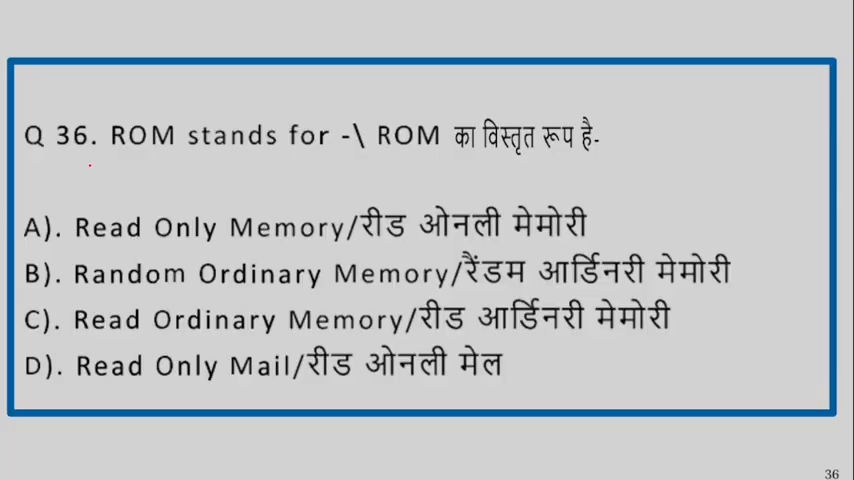 Q 36. ROM stands for -\ ROM का विस्तृत रूप है-
A). Read Only Memory/रीड ओनली मेमोरी
B). Random Ordinary Memory/रैंडम आर्डिनरी मेमोरी
C). Read Ordinary Memory/रीड आर्डिनरी मेमोरी
D). Read Only Mail/रीड ओनली मेल
36